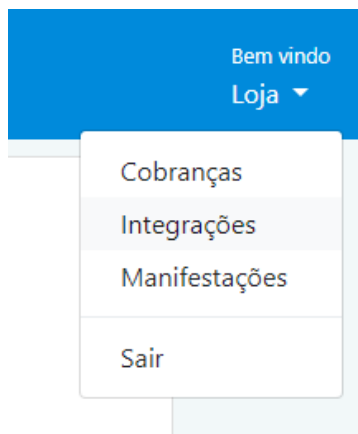 Bem vindo
Loja
Cobranças
Integrações
Manifestações
Sair